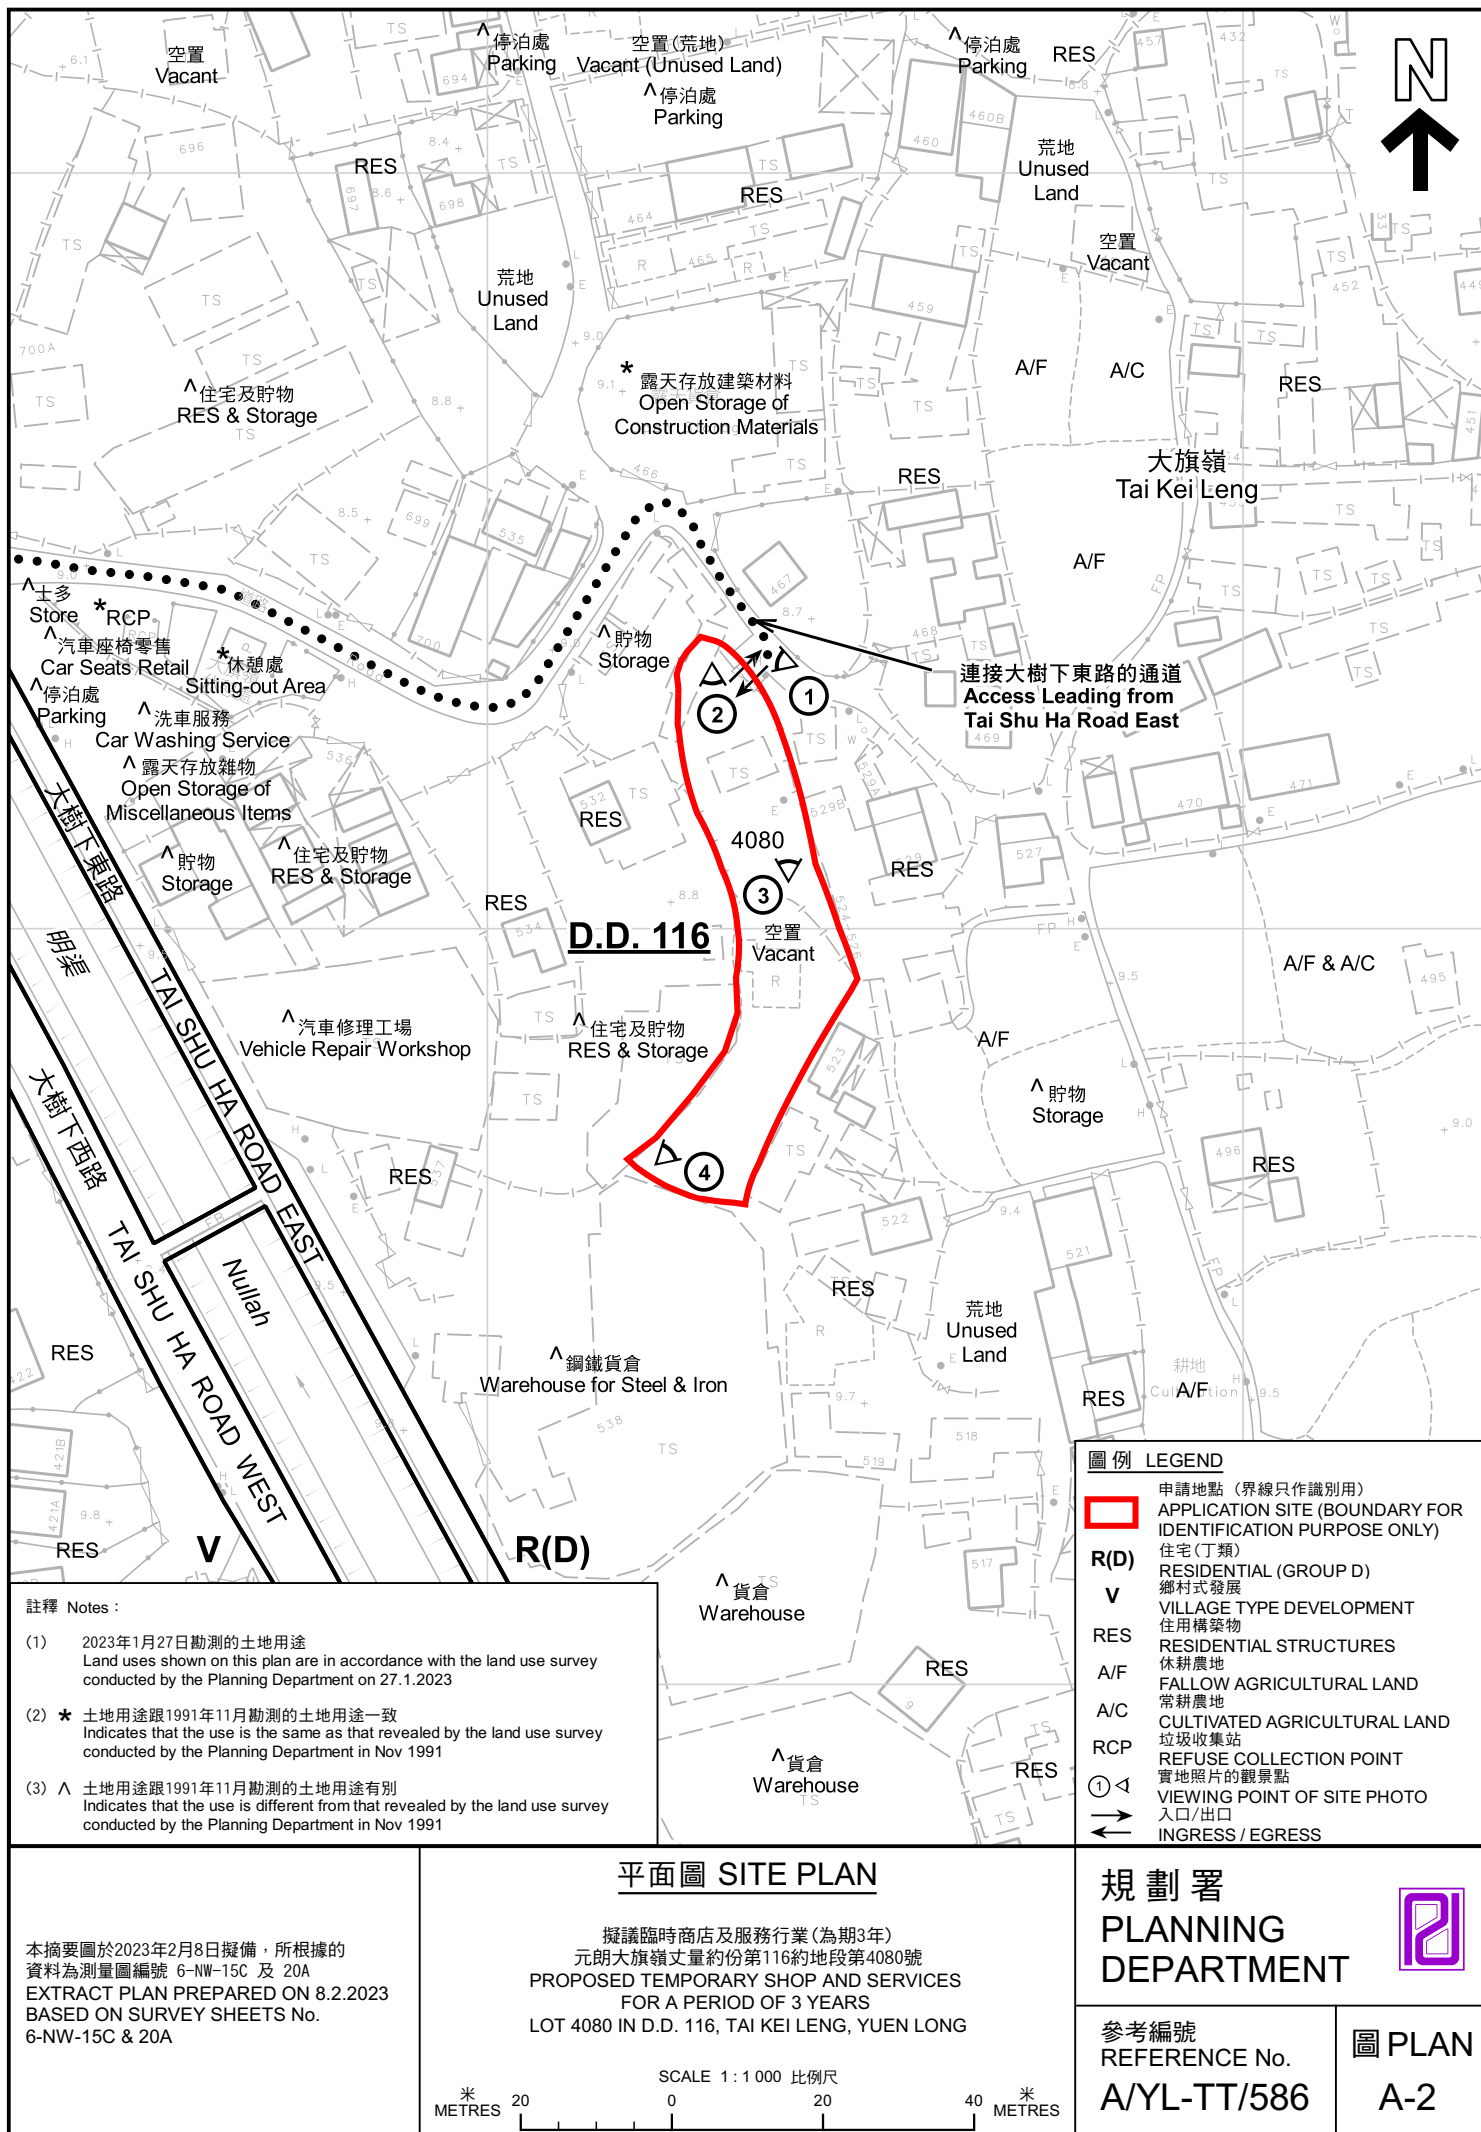 空置
Vacant
^停泊處
Parking
空置(荒地)
Vacant (Unused Land)
^停泊處
Parking
^停泊處
Parking
RES
N
荒地
Unused
Land
RES
RES
空置
Vacant
荒地
Unused
Land
^住宅及貯物
RES & Storage
* 露天存放建築材料
Open Storage of
Construction Materials
A/F
A/C
RES
RES
大旗嶺
Tai Kei Leng
A/F
^士多
Store
*RCP
^汽車座椅零售
Car Seats Retail
*休憩處
Sitting-out Area
^停泊處
Parking
^洗車服務
Car Washing Service
^露天存放雜物
Open Storage of
Miscellaneous Items
^貯物
Storage
^住宅及貯物
RES & Storage
^貯物
Storage
連接大樹下東路的通道
Access Leading from
Tai Shu Ha Road East
1
2
RES
4080
3
RES
RES
D.D. 116
空置
Vacant
A/F & A/C
大樹下東路
TAI SHU HA ROAD EAST
明渠
Nullah
大樹下西路
TAI SHU HA ROAD WEST
^汽車修理工場
Vehicle Repair Workshop
^住宅及貯物
RES & Storage
A/F
^貯物
Storage
RES
4
RES
RES
荒地
Unused
Land
RES
^鋼鐵貨倉
Warehouse for Steel & Iron
耕地
Cultivation
A/F
RES
RES
V
R(D)
^貨倉
Warehouse
RES
^貨倉
Warehouse
RES
圖例 LEGEND
申請地點 (界線只作識別用)
APPLICATION SITE (BOUNDARY FOR
IDENTIFICATION PURPOSE ONLY)
R(D) 住宅(丁類)
RESIDENTIAL (GROUP D)
V 鄉村式發展
VILLAGE TYPE DEVELOPMENT
RES 住用構築物
RESIDENTIAL STRUCTURES
A/F 休耕農地
FALLOW AGRICULTURAL LAND
A/C 常耕農地
CULTIVATED AGRICULTURAL LAND
RCP 垃圾收集站
REFUSE COLLECTION POINT
1 實地照片的觀景點
VIEWING POINT OF SITE PHOTO
入口/出口
INGRESS / EGRESS
註釋 Notes :
(1) 2023年1月27日勘測的土地用途
Land uses shown on this plan are in accordance with the land use survey
conducted by the Planning Department on 27.1.2023
(2) * 土地用途跟1991年11月勘測的土地用途一致
Indicates that the use is the same as that revealed by the land use survey
conducted by the Planning Department in Nov 1991
(3) ^ 土地用途跟1991年11月勘測的土地用途有別
Indicates that the use is different from that revealed by the land use survey
conducted by the Planning Department in Nov 1991
本摘要圖於2023年2月8日擬備，所根據的
資料為測量圖編號 6-NW-15C 及 20A
EXTRACT PLAN PREPARED ON 8.2.2023
BASED ON SURVEY SHEETS No.
6-NW-15C & 20A
平面圖 SITE PLAN
擬議臨時商店及服務行業(為期3年)
元朗大旗嶺丈量約份第116約地段第4080號
PROPOSED TEMPORARY SHOP AND SERVICES
FOR A PERIOD OF 3 YEARS
LOT 4080 IN D.D. 116, TAI KEI LENG, YUEN LONG
SCALE 1 : 1 000 比例尺
米
METRES
20 0 20 40
米
METRES
規劃署
PLANNING
DEPARTMENT
參考編號
REFERENCE No.
A/YL-TT/586
圖 PLAN
A-2